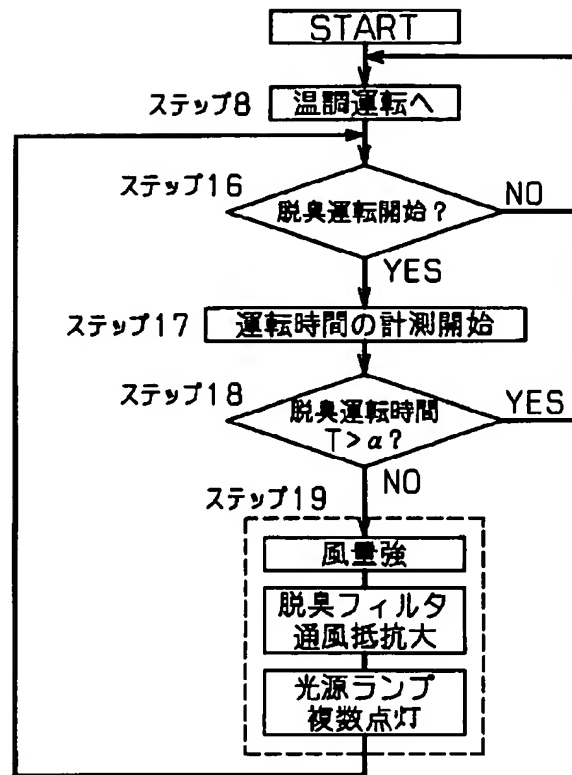 START
ステップ8
温調運転へ
ステップ16
脱臭運転開始？
NO
YES
ステップ17
運転時間の計測開始
ステップ18
脱臭運転時間
T>α？
YES
NO
ステップ19
風量強
脱臭フィルタ
通風抵抗大
光源ランプ
複数点灯